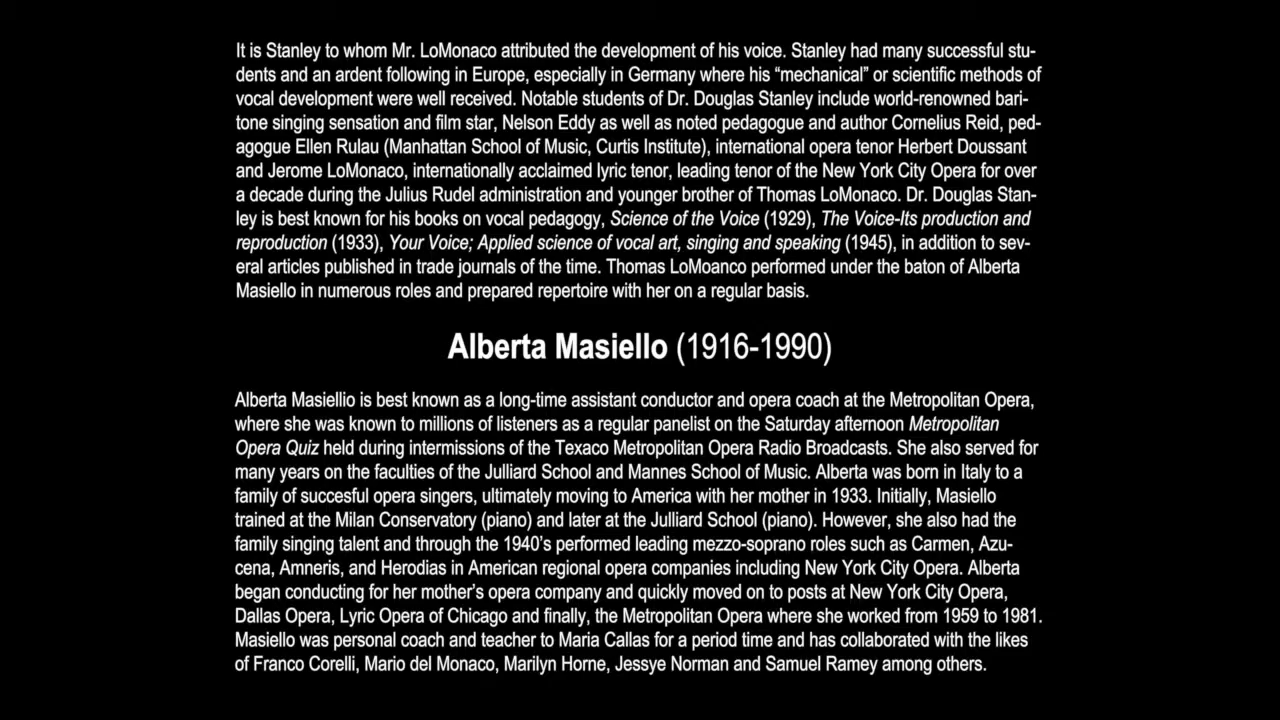 It is Stanley to whom Mr. LoMonaco attributed the development of his voice. Stanley had many successful stu-
dents and an ardent following in Europe, especially in Germany where his “mechanical” or scientific methods of
vocal development were well received. Notable students of Dr. Douglas Stanley include world-renowned bari-
tone singing sensation and film star, Nelson Eddy as well as noted pedagogue and author Cornelius Reid, ped-
agogue Ellen Rulau (Manhattan School of Music, Curtis Institute), international opera tenor Herbert Doussant
and Jerome LoMonaco, internationally acclaimed lyric tenor, leading tenor of the New York City Opera for over
a decade during the Julius Rudel administration and younger brother of Thomas LoMonaco. Dr. Douglas Stan-
ley is best known for his books on vocal pedagogy, Science of the Voice (1929), The Voice-Its production and
reproduction (1933), Your Voice; Applied science of vocal art, singing and speaking (1945), in addition to sev-
eral articles published in trade journals of the time. Thomas LoMoanco performed under the baton of Alberta
Masiello in numerous roles and prepared repertoire with her on a regular basis.
Alberta Masiello (1916-1990)
Alberta Masiellio is best known as a long-time assistant conductor and opera coach at the Metropolitan Opera,
where she was known to millions of listeners as a regular panelist on the Saturday afternoon Metropolitan
Opera Quiz held during intermissions of the Texaco Metropolitan Opera Radio Broadcasts. She also served for
many years on the faculties of the Julliard School and Mannes School of Music. Alberta was born in Italy to a
family of succesful opera singers, ultimately moving to America with her mother in 1933. Initially, Masiello
trained at the Milan Conservatory (piano) and later at the Julliard School (piano). However, she also had the
family singing talent and through the 1940’s performed leading mezzo-soprano roles such as Carmen, Azu-
cena, Amneris, and Herodias in American regional opera companies including New York City Opera. Alberta
began conducting for her mother’s opera company and quickly moved on to posts at New York City Opera,
Dallas Opera, Lyric Opera of Chicago and finally, the Metropolitan Opera where she worked from 1959 to 1981.
Masiello was personal coach and teacher to Maria Callas for a period time and has collaborated with the likes
of Franco Corelli, Mario del Monaco, Marilyn Horne, Jessye Norman and Samuel Ramey among others.